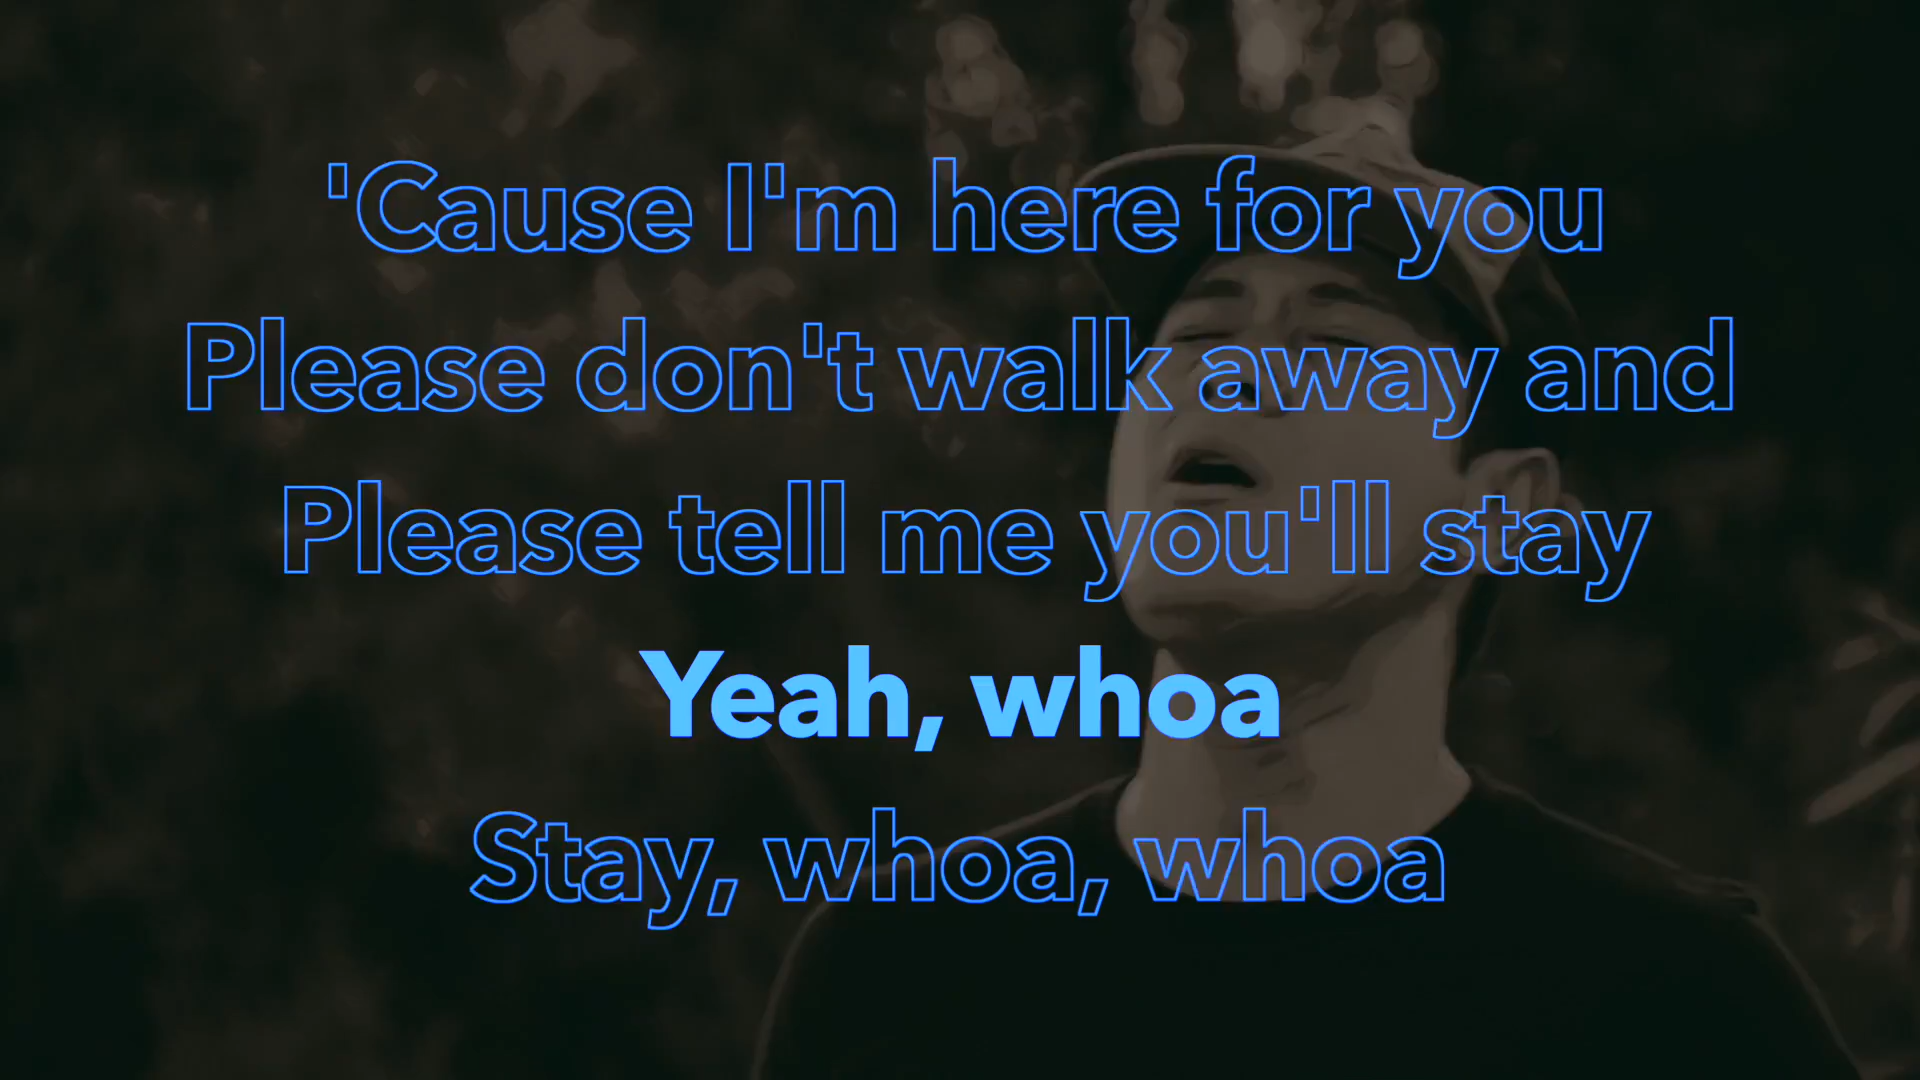 'Cause I'm here for you
Please don't walk away and
Please tell me you'll stay
Yeah, whoa
Stay, whoa, whoa